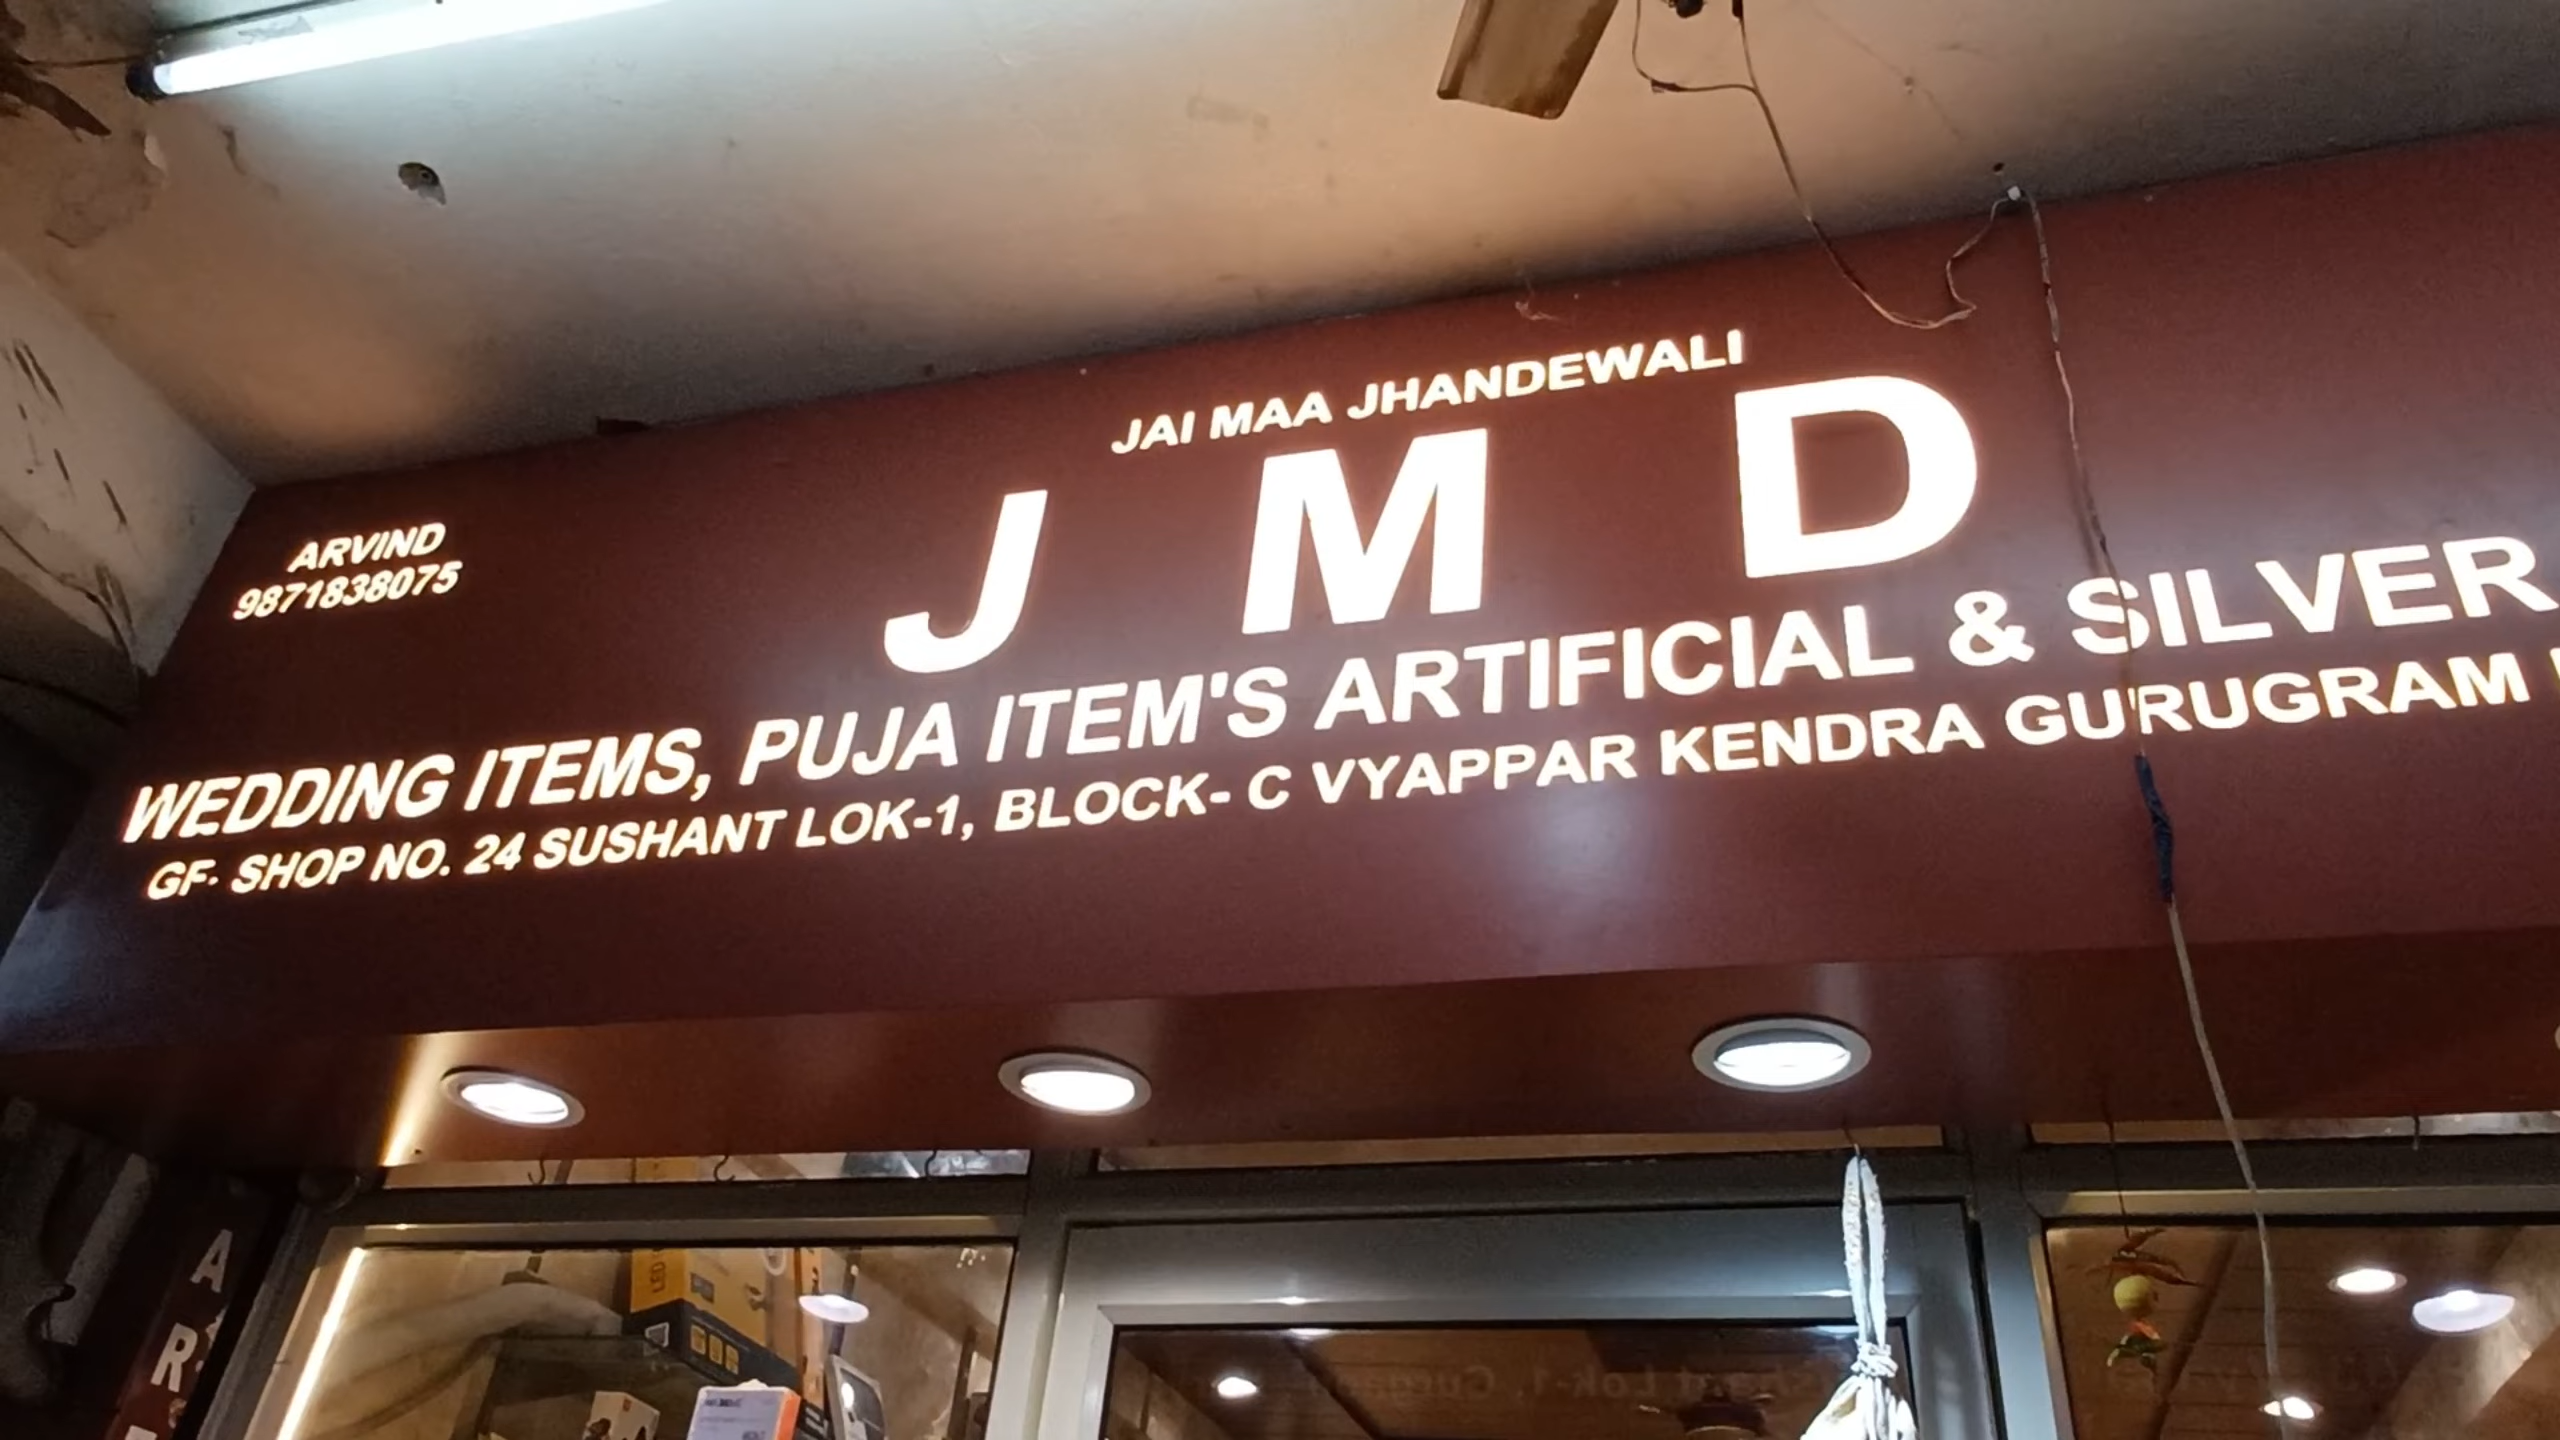 JAI MAA JHANDEWALI
J M D
ARVIND
9871838075
WEDDING ITEMS, PUJA ITEM'S ARTIFICIAL & SILVER
GF- SHOP NO. 24 SUSHANT LOK-1, BLOCK- C VYAPPAR KENDRA GURUGRAM
A
R
LED